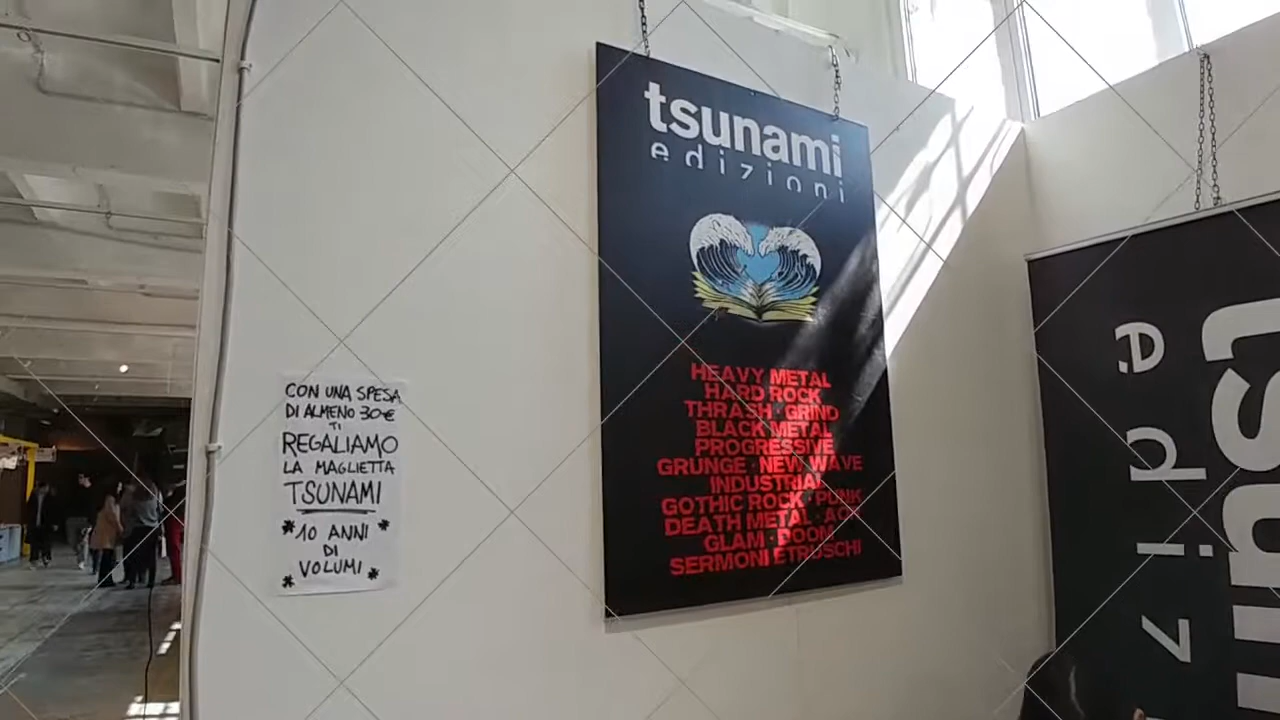 CON UNA SPESA
DI ALMENO 30€
TI
REGALIAMO
LA MAGLIETTA
TSUNAMI
*10 ANNI*
DI
* VOLUMI *
tsunami
edizioni
HEAVY METAL
HARD ROCK
THRASH · GRIND
BLACK METAL
PROGRESSIVE
GRUNGE · NEW WAVE
INDUSTRIAL
GOTHIC ROCK · PUNK
DEATH METAL · AOR
GLAM · DOOM
SERMONI ETRUSCHI
tsun
ediz